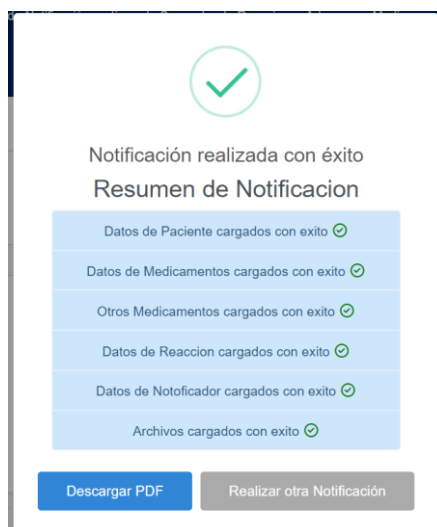 Notificación realizada con éxito
Resumen de Notificacion
Datos de Paciente cargados con exito
Datos de Medicamentos cargados con exito
Otros Medicamentos cargados con exito
Datos de Reaccion cargados con exito
Datos de Notoficador cargados con exito
Archivos cargados con exito
Descargar PDF
Realizar otra Notificación